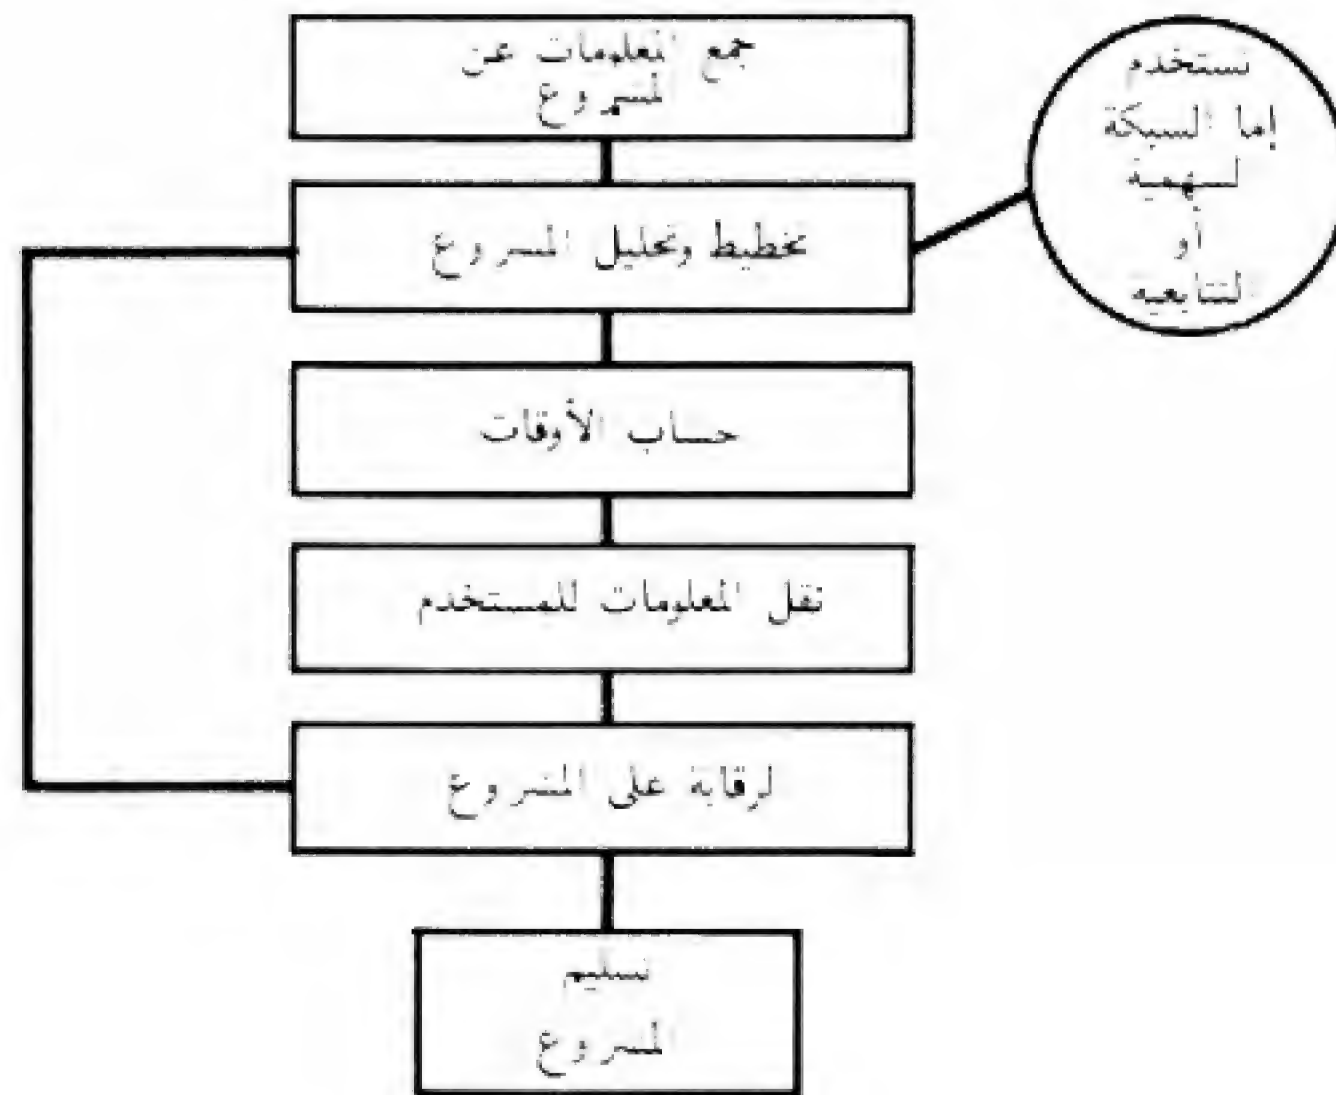 جمع المعلومات عن
المشروع
تخطيط وتحليل المشروع
حساب الأوقات
نقل المعلومات للمستخدم
الرقابة على المشروع
تسليم
المشروع
نستخدم
إما الشبكة
السهمية
أو
التتابعية